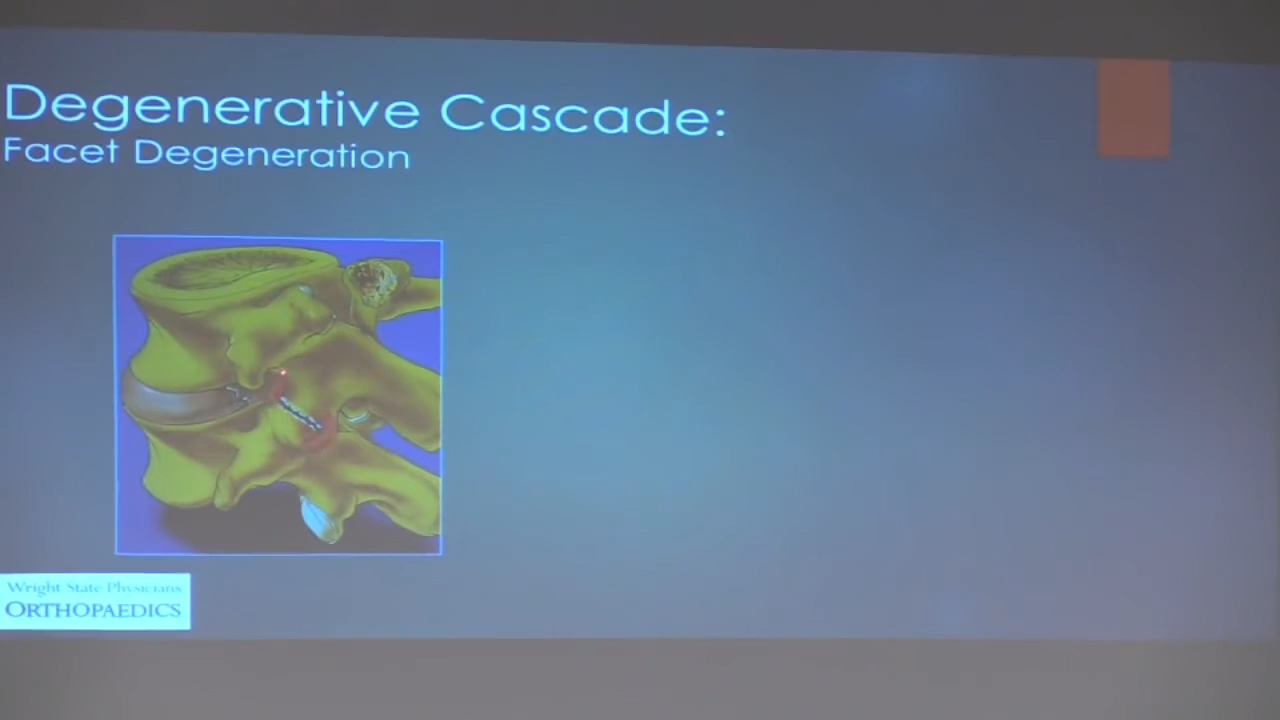 Degenerative Cascade:
Facet Degeneration
Wright State Physicians
ORTHOPAEDICS